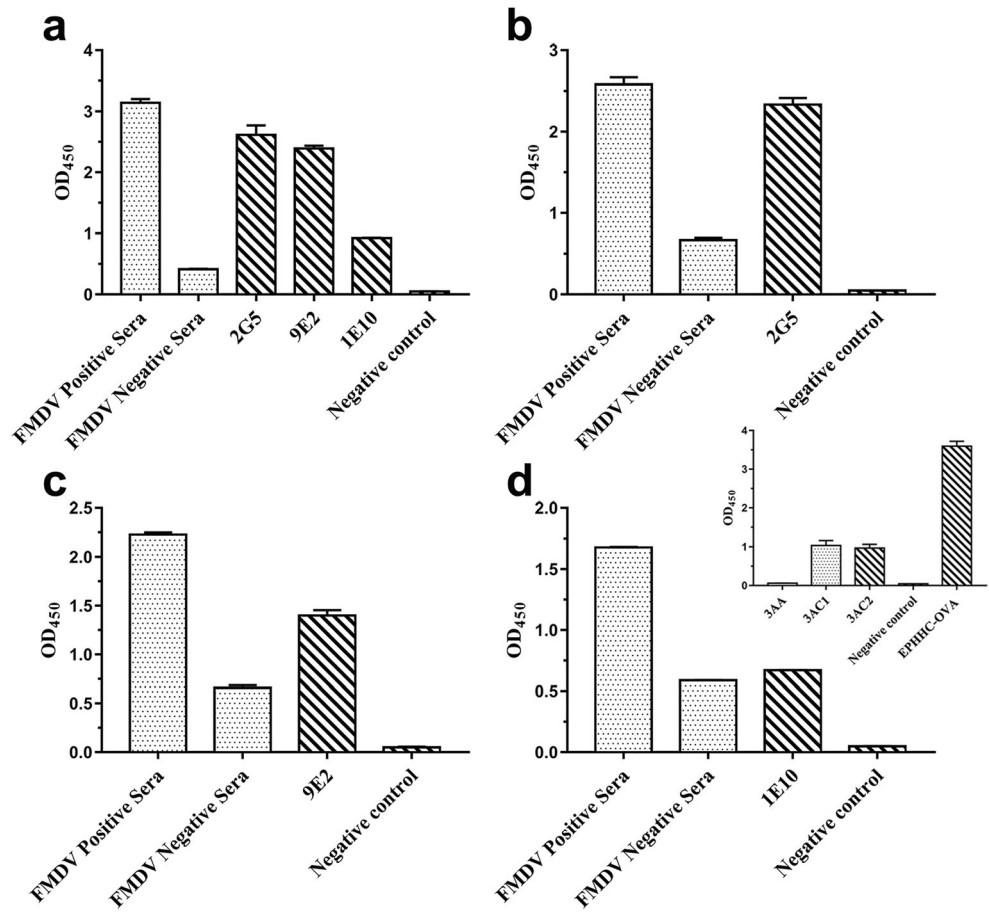 a
OD450
4
3
2
1
0
FMDV Positive Sera
FMDV Negative Sera
2G5
9E2
1E10
Negative control
b
OD450
3
2
1
0
FMDV Positive Sera
FMDV Negative Sera
2G5
Negative control
c
OD450
2.5
2.0
1.5
1.0
0.5
0.0
FMDV Positive Sera
FMDV Negative Sera
9E2
Negative control
d
OD450
2.0
1.5
1.0
0.5
0.0
FMDV Positive Sera
FMDV Negative Sera
1E10
Negative control
OD450
4
3
2
1
0
3AA
3AC1
3AC2
Negative control
EPHHC-OVA